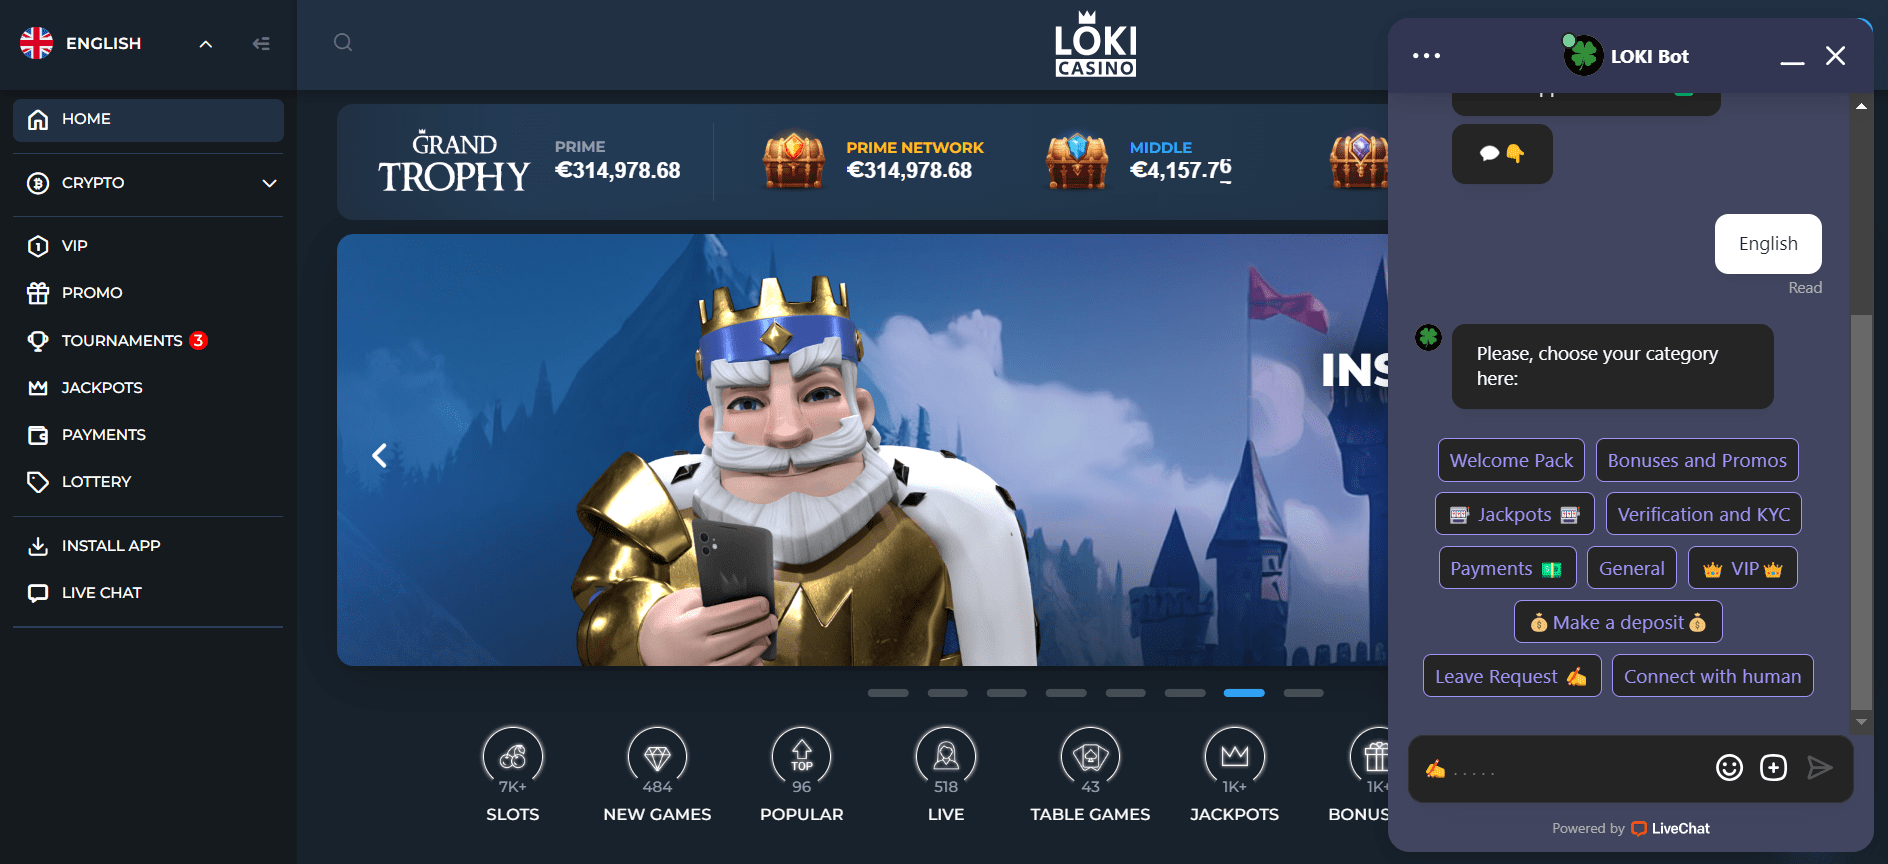 ENGLISH
HOME
CRYPTO
VIP
PROMO
TOURNAMENTS 3
JACKPOTS
PAYMENTS
LOTTERY
INSTALL APP
LIVE CHAT
LOKI
CASINO
GRAND
TROPHY
PRIME
€314,978.68
PRIME NETWORK
€314,978.68
MIDDLE
€4,157.76
INS
7K+
SLOTS
484
NEW GAMES
TOP
96
POPULAR
518
LIVE
43
TABLE GAMES
1K+
JACKPOTS
1K+
BONUS
LOKI Bot
English
Read
Please, choose your category
here:
Welcome Pack
Bonuses and Promos
🎰 Jackpots 🎰
Verification and KYC
Payments 💵
General
👑 VIP 👑
💰 Make a deposit 💰
Leave Request ✍️
Connect with human
✍️ . . . . .
Powered by LiveChat